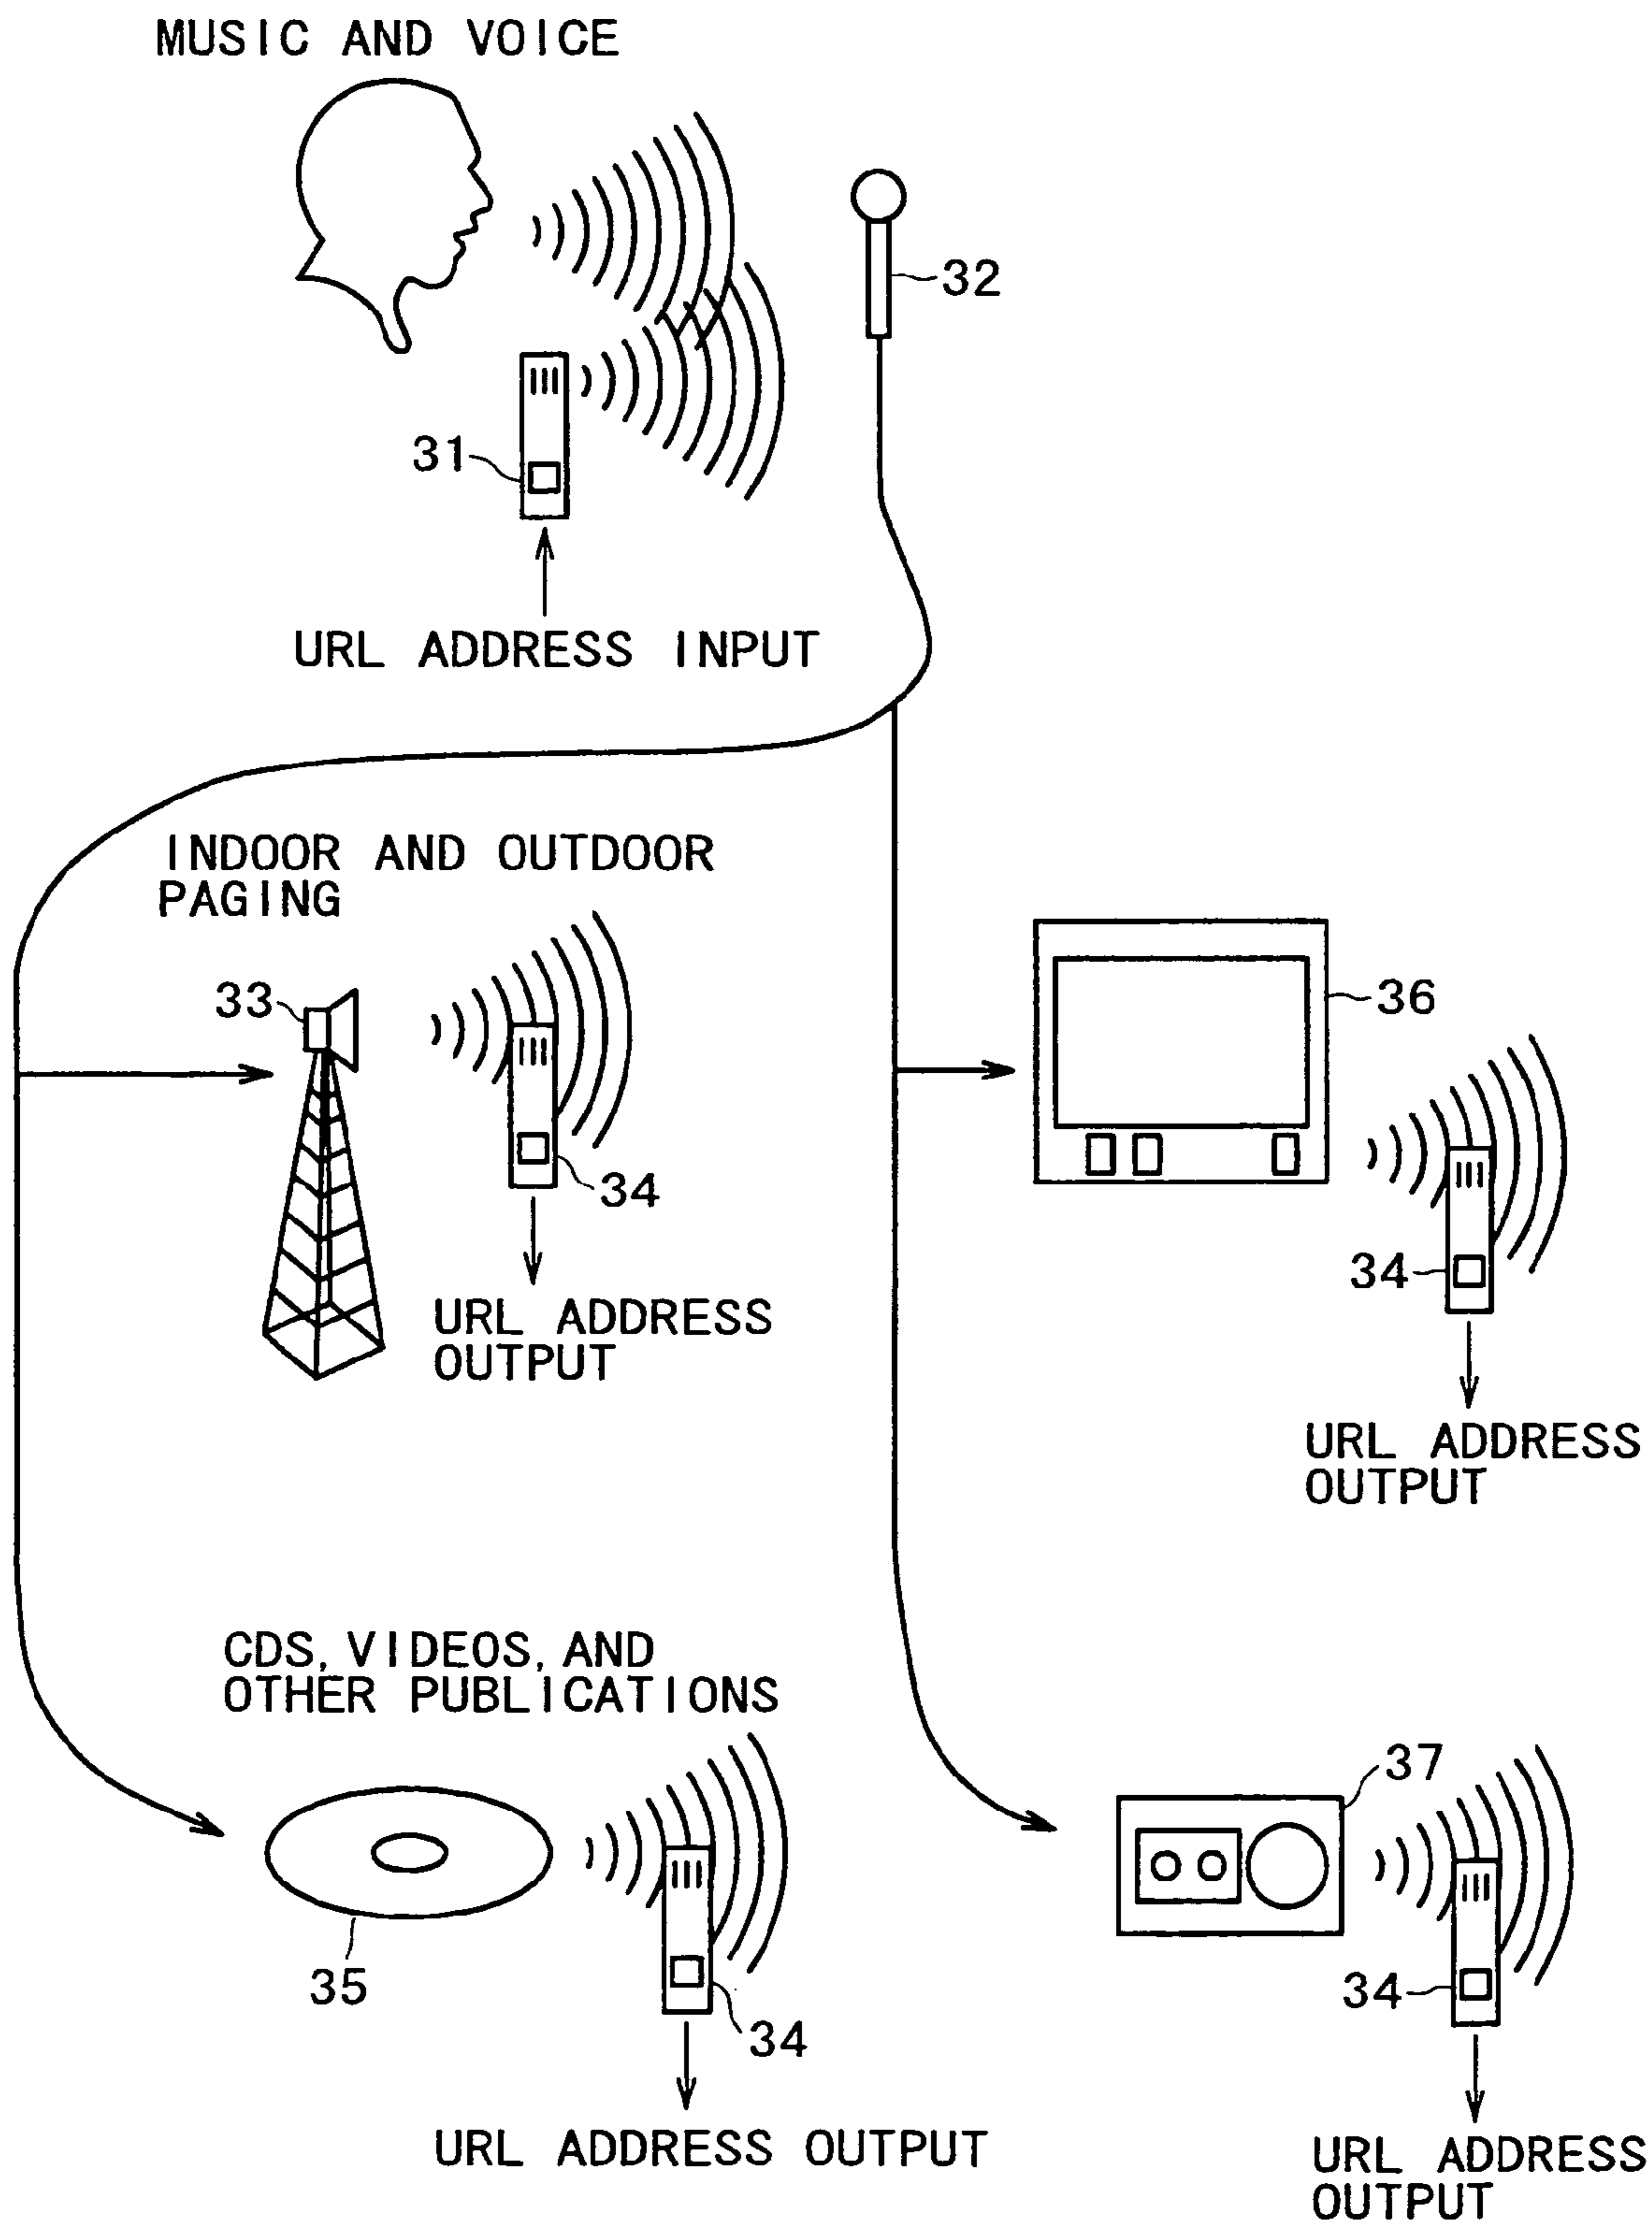 MUSIC AND VOICE
32
31
URL ADDRESS INPUT
INDOOR AND OUTDOOR
PAGING
33
34
URL ADDRESS
OUTPUT
36
34
URL ADDRESS
OUTPUT
CDS, VIDEOS, AND
OTHER PUBLICATIONS
35
34
URL ADDRESS OUTPUT
37
34
URL ADDRESS
OUTPUT